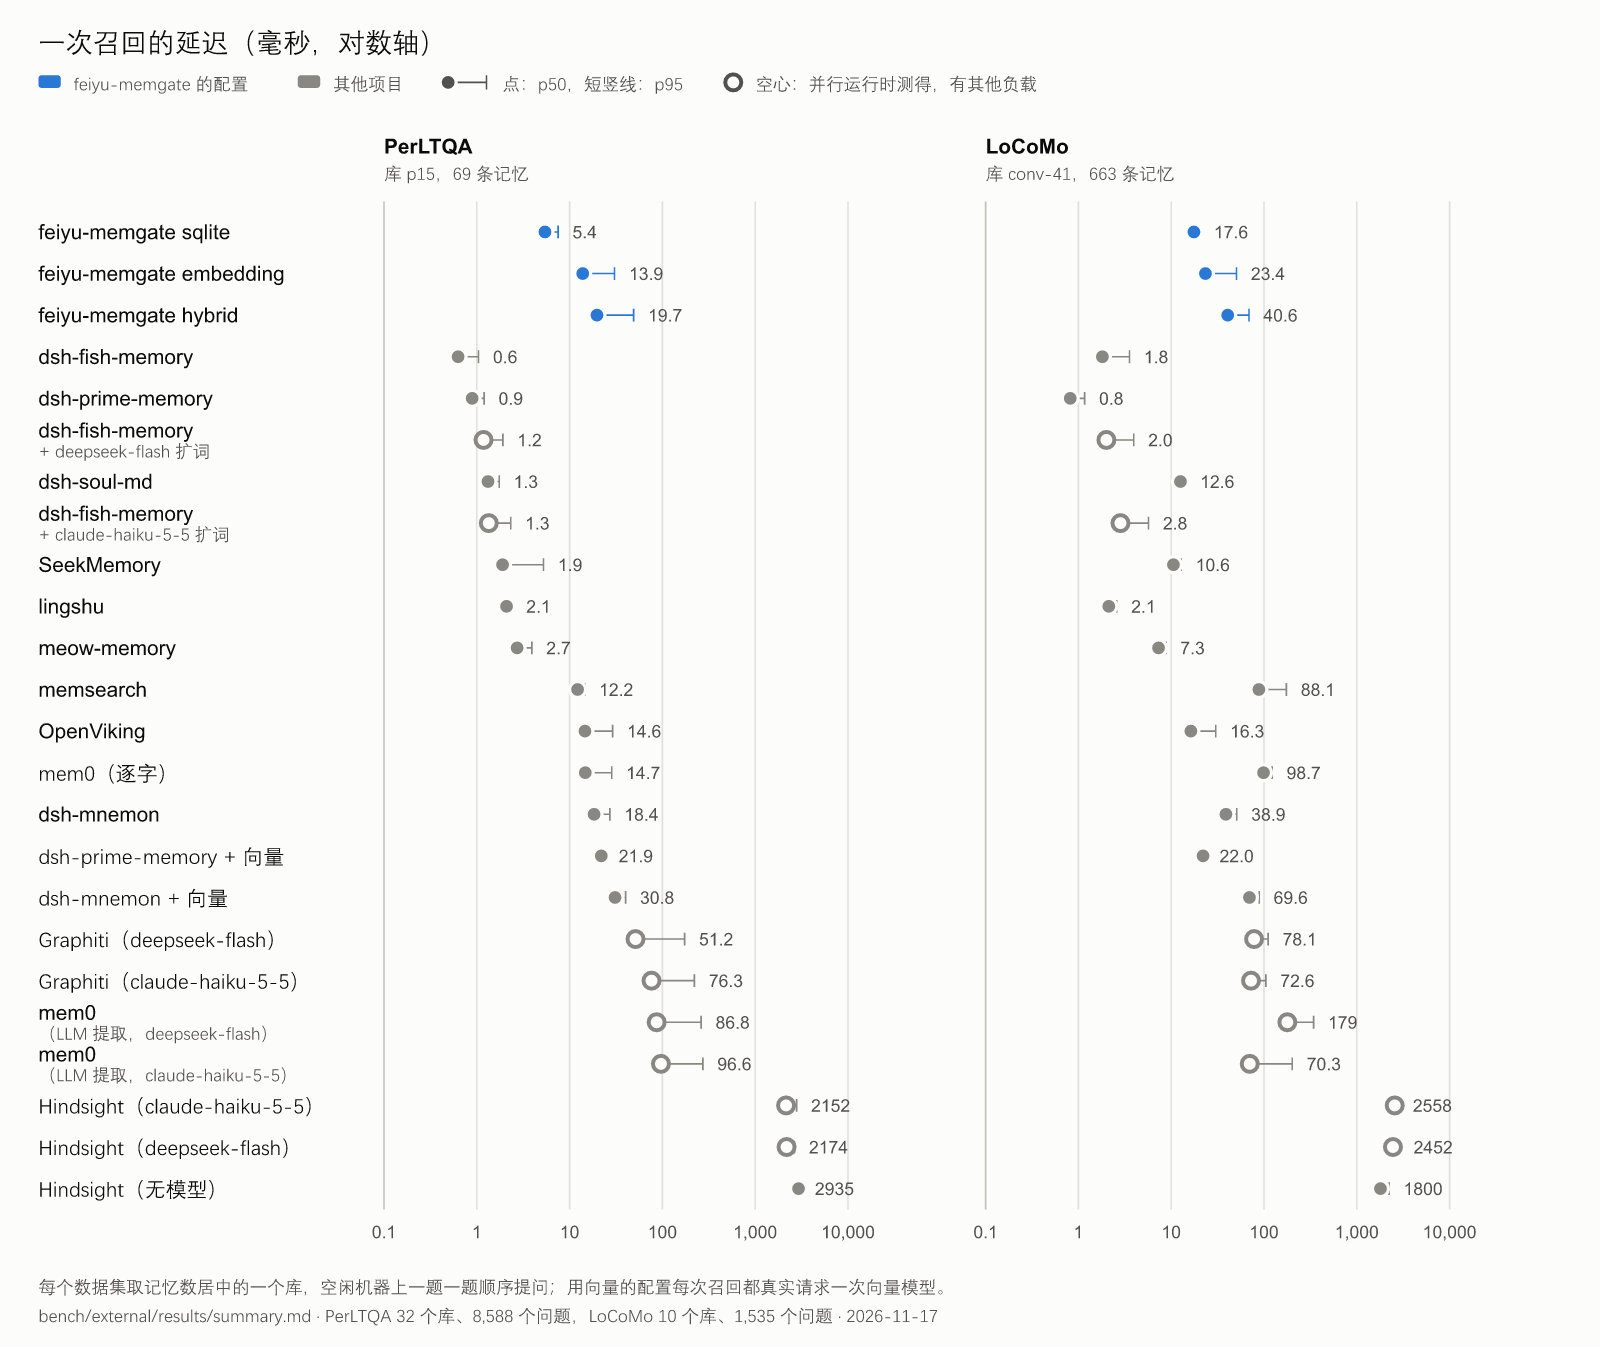 一次召回的延迟（毫秒，对数轴）
feiyu-memgate 的配置 其他项目 点：p50，短竖线：p95 空心：并行运行时测得，有其他负载
PerLTQA LoCoMo
库 p15，69 条记忆 库 conv-41，663 条记忆
feiyu-memgate sqlite 5.4 17.6
feiyu-memgate embedding 13.9 23.4
feiyu-memgate hybrid 19.7 40.6
dsh-fish-memory 0.6 1.8
dsh-prime-memory 0.9 0.8
dsh-fish-memory 1.2 2.0
+ deepseek-flash 扩词
dsh-soul-md 1.3 12.6
dsh-fish-memory 1.3 2.8
+ claude-haiku-5-5 扩词
SeekMemory 1.9 10.6
lingshu 2.1 2.1
meow-memory 2.7 7.3
memsearch 12.2 88.1
OpenViking 14.6 16.3
mem0（逐字） 14.7 98.7
dsh-mnemon 18.4 38.9
dsh-prime-memory + 向量 21.9 22.0
dsh-mnemon + 向量 30.8 69.6
Graphiti（deepseek-flash） 51.2 78.1
Graphiti（claude-haiku-5-5） 76.3 72.6
mem0 86.8 179
（LLM 提取，deepseek-flash）
mem0 96.6 70.3
（LLM 提取，claude-haiku-5-5）
Hindsight（claude-haiku-5-5） 2152 2558
Hindsight（deepseek-flash） 2174 2452
Hindsight（无模型） 2935 1800
0.1 1 10 100 1,000 10,000 0.1 1 10 100 1,000 10,000
每个数据集取记忆数居中的一个库，空闲机器上一题一题顺序提问；用向量的配置每次召回都真实请求一次向量模型。
bench/external/results/summary.md · PerLTQA 32 个库、8,588 个问题，LoCoMo 10 个库、1,535 个问题 · 2026-11-17